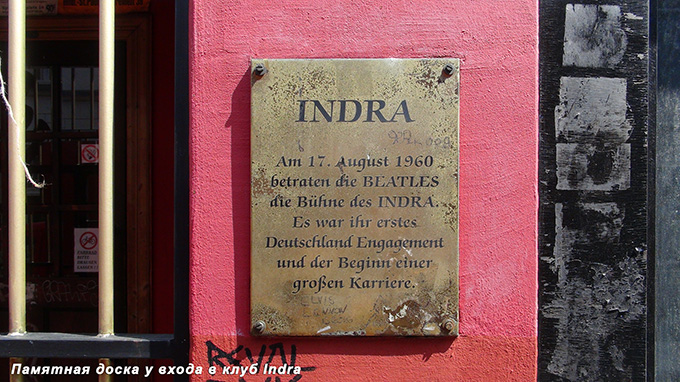 INDRA
Am 17. August 1960
betraten die BEATLES
die Bühne des INDRA.
Es war ihr erstes
Deutschland Engagement
und der Beginn einer
großen Karriere.
Памятная доска у входа в клуб Indra